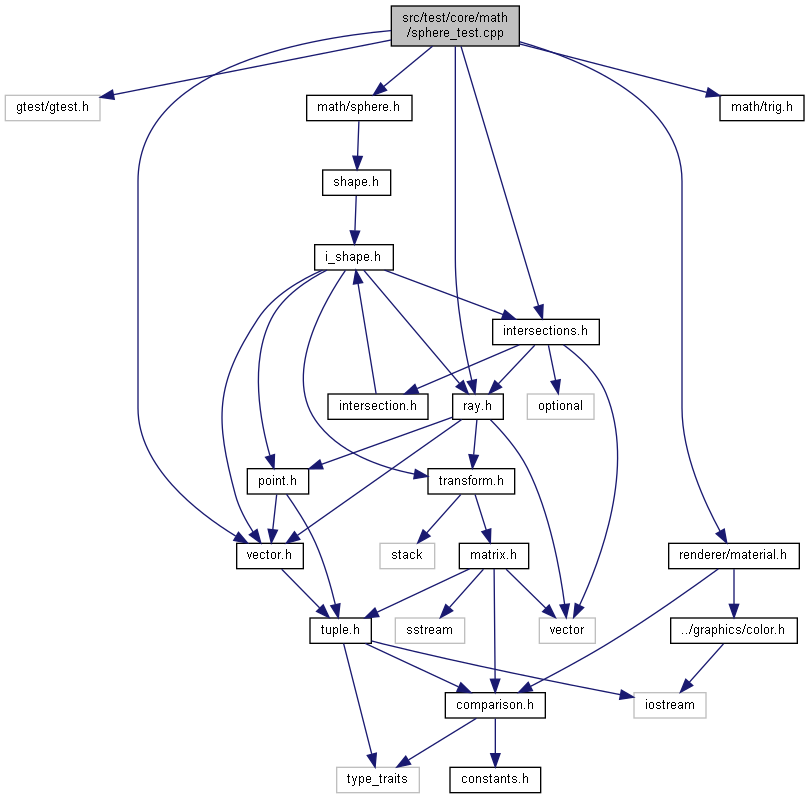 src/test/core/math
/sphere_test.cpp
gtest/gtest.h
math/sphere.h
math/trig.h
shape.h
i_shape.h
intersections.h
intersection.h
ray.h
optional
point.h
transform.h
vector.h
stack
matrix.h
renderer/material.h
tuple.h
sstream
vector
../graphics/color.h
comparison.h
iostream
type_traits
constants.h